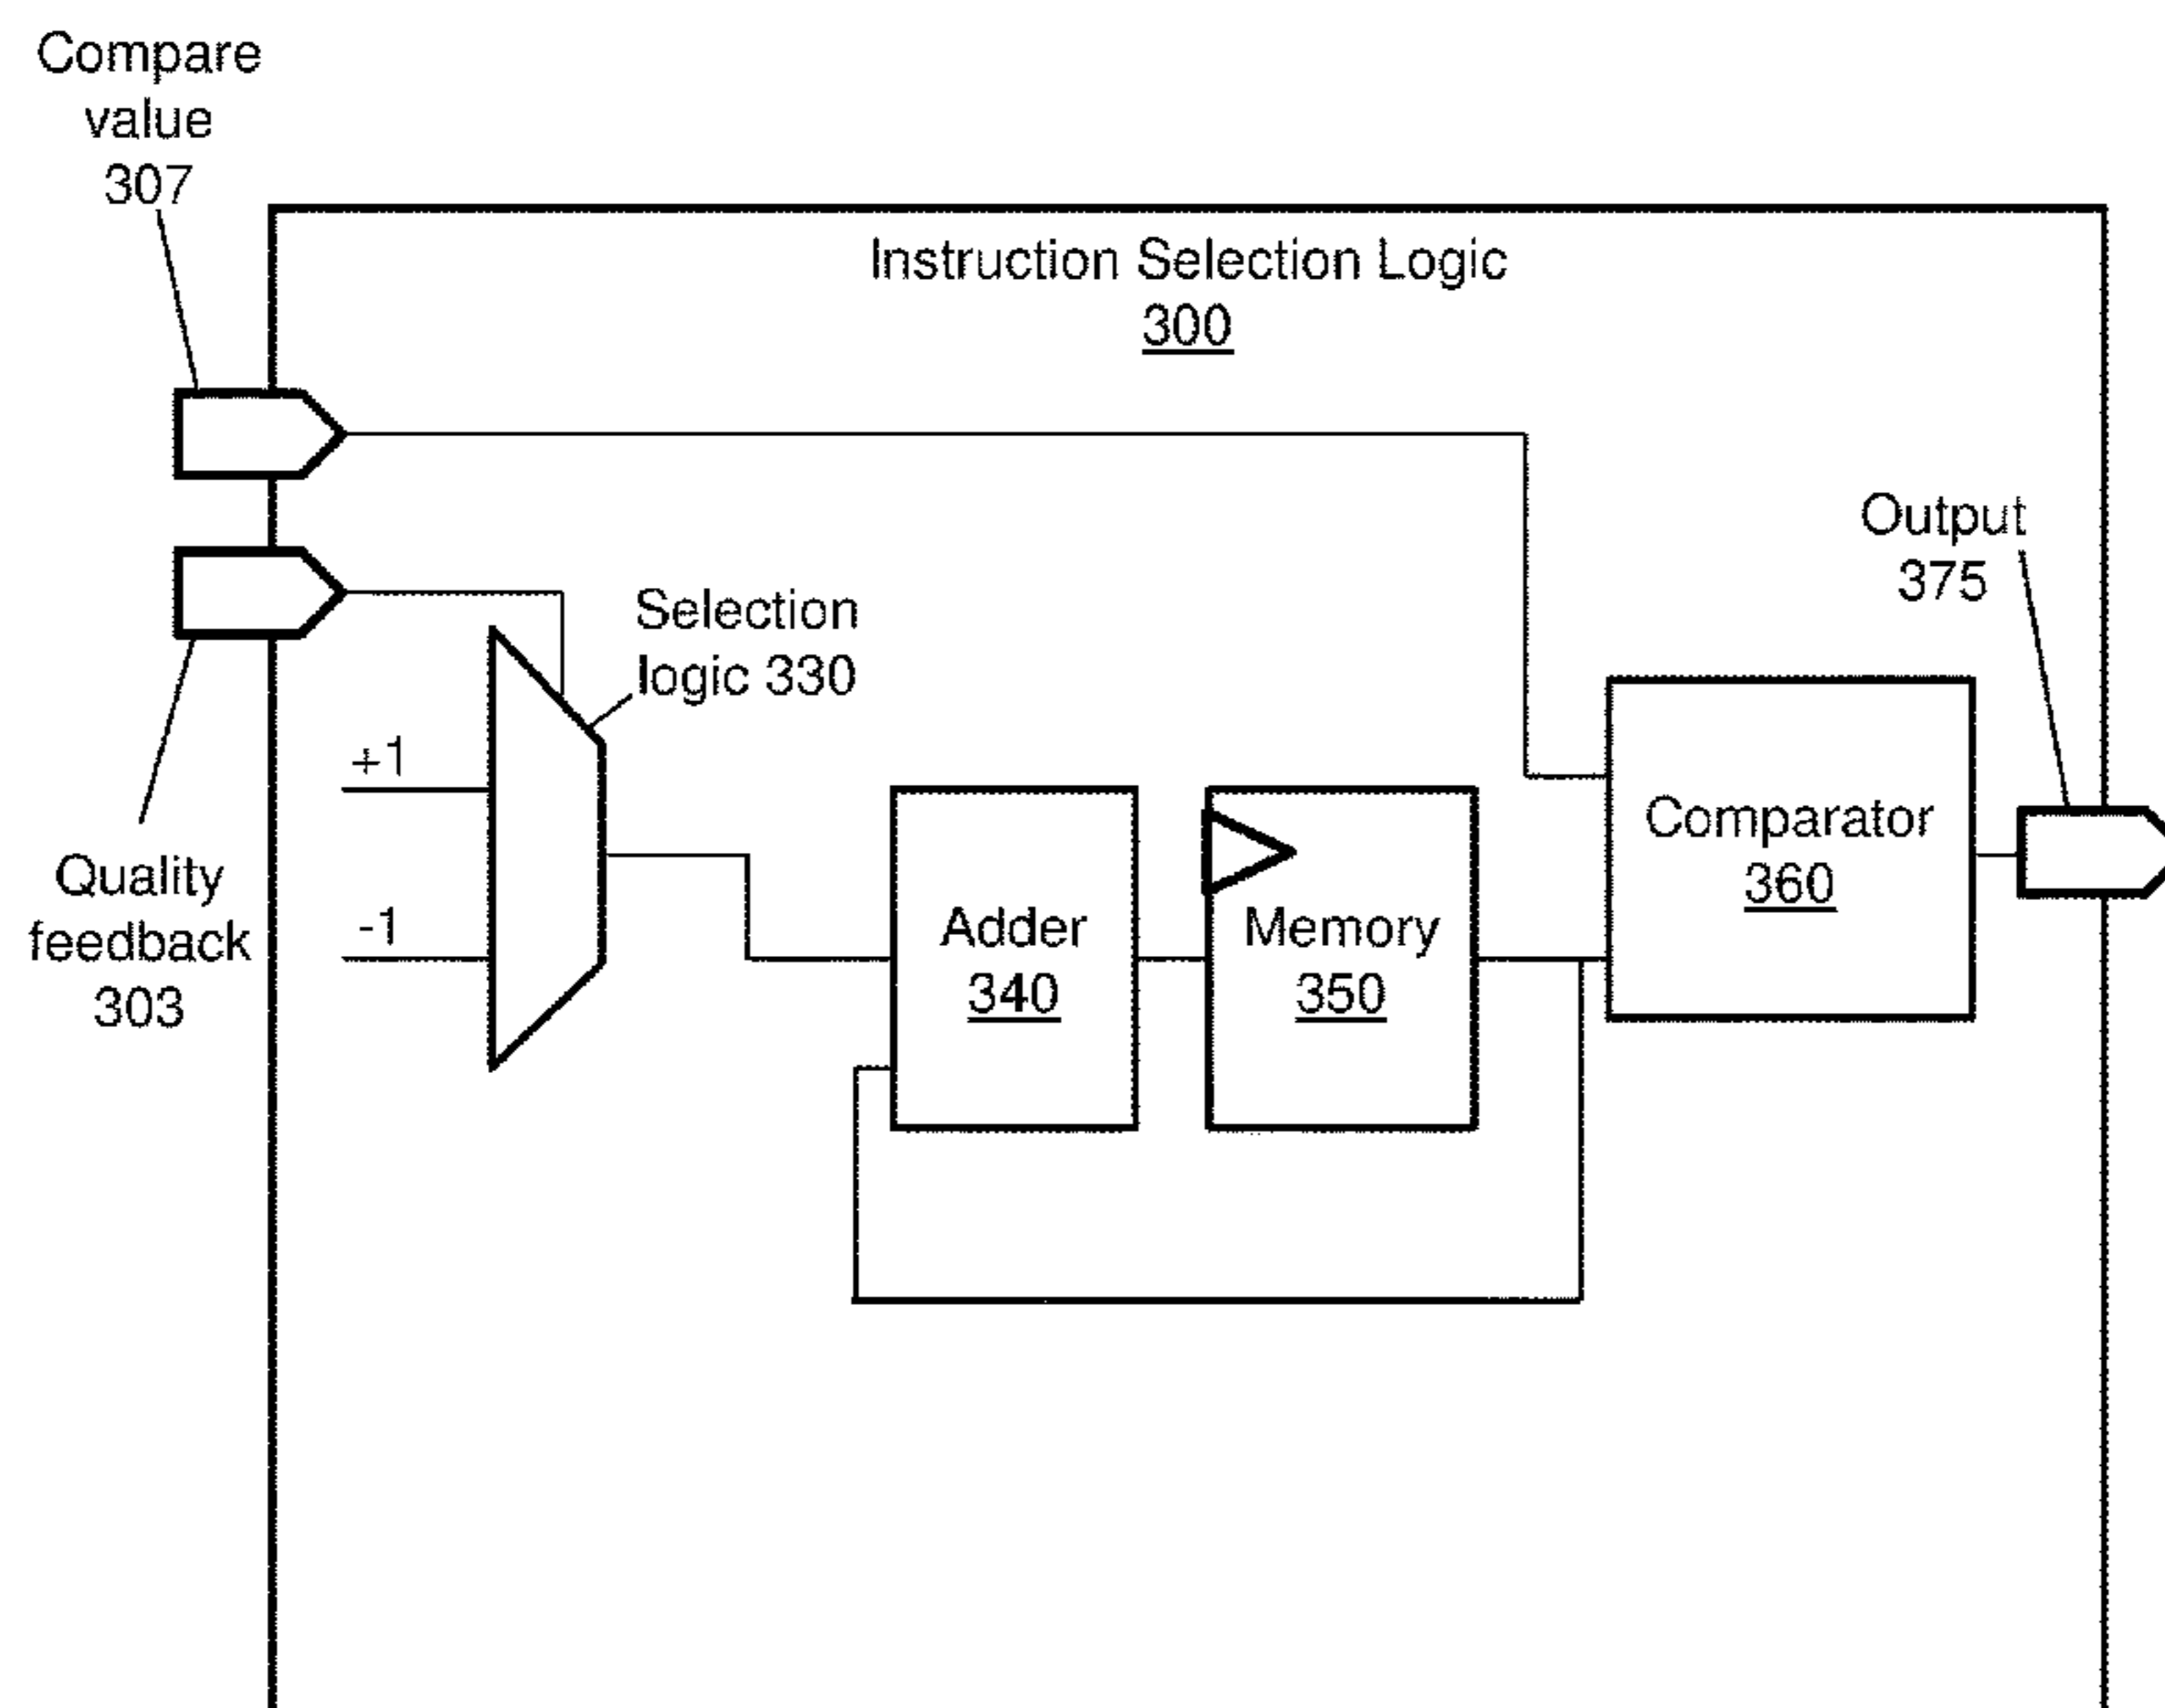 Compare
value
307
Instruction Selection Logic
300
Output
375
Selection
logic 330
+1
-1
Quality
feedback
303
Adder
340
Memory
350
Comparator
360